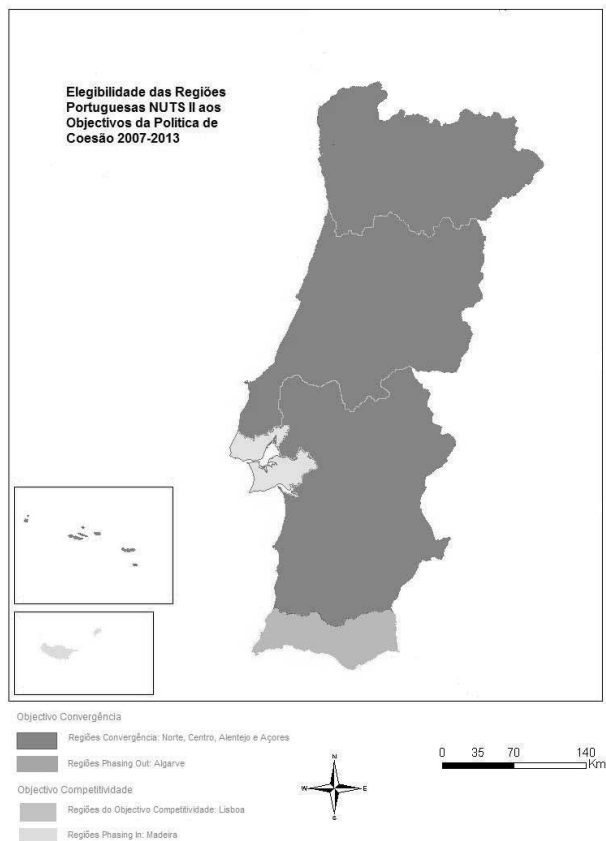 Elegibilidade das Regiões
Portuguesas NUTS II aos
Objectivos da Politica de
Coesão 2007-2013
Objectivo Convergência
Regiões Convergência: Norte, Centro, Alentejo e Açores
Regiões Phasing Out: Algarve
Objectivo Competitividade
Regiões do Objectivo Competitividade: Lisboa
Regiões Phasing In: Madeira
N
W E
S
0 35 70 140
Km